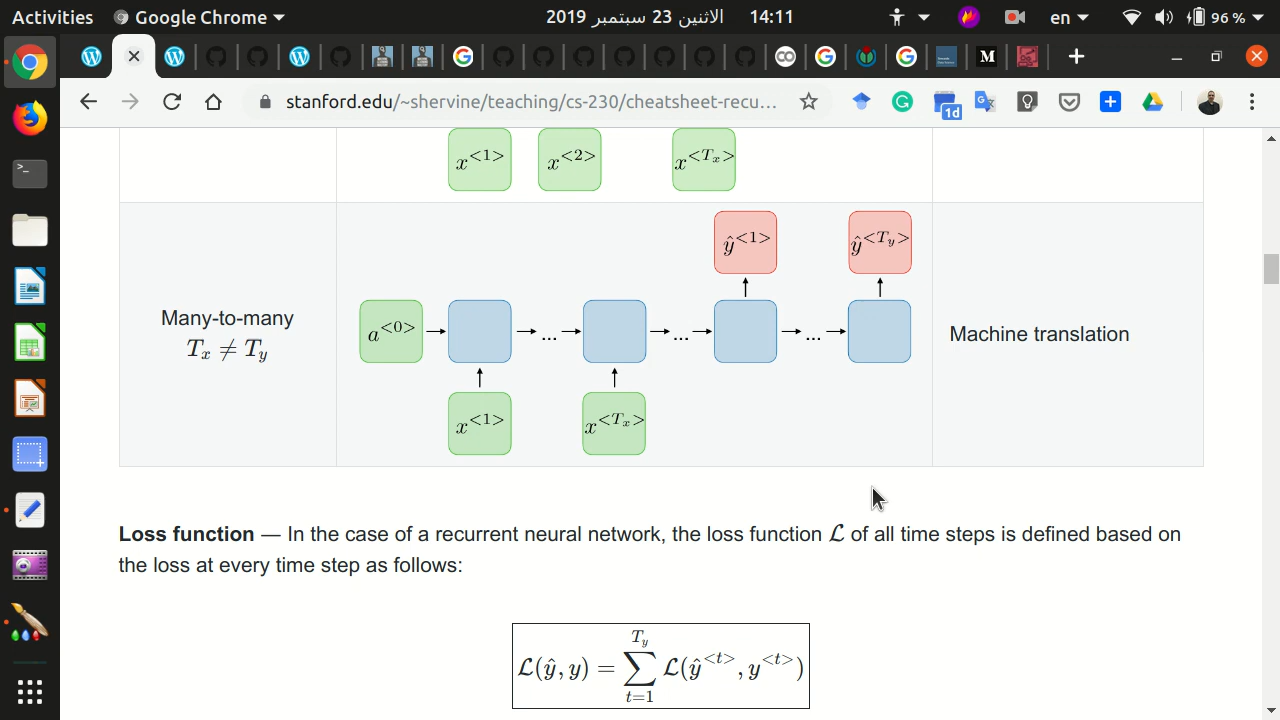 Activities Google Chrome الاثنين 23 سبتمبر 2019 14:11 en 96 %
M
stanford.edu/~shervine/teaching/cs-230/cheatsheet-recu... 1d
x<1> x<2> x<Tx>
ŷ<1> ŷ<Ty>
Many-to-many
Tx ≠ Ty
a<0> ... ... ...
Machine translation
x<1> x<Tx>
Loss function — In the case of a recurrent neural network, the loss function ℒ of all time steps is defined based on
the loss at every time step as follows:
ℒ(ŷ, y) = ∑_{t=1}^{Ty} ℒ(ŷ<t>, y<t>)